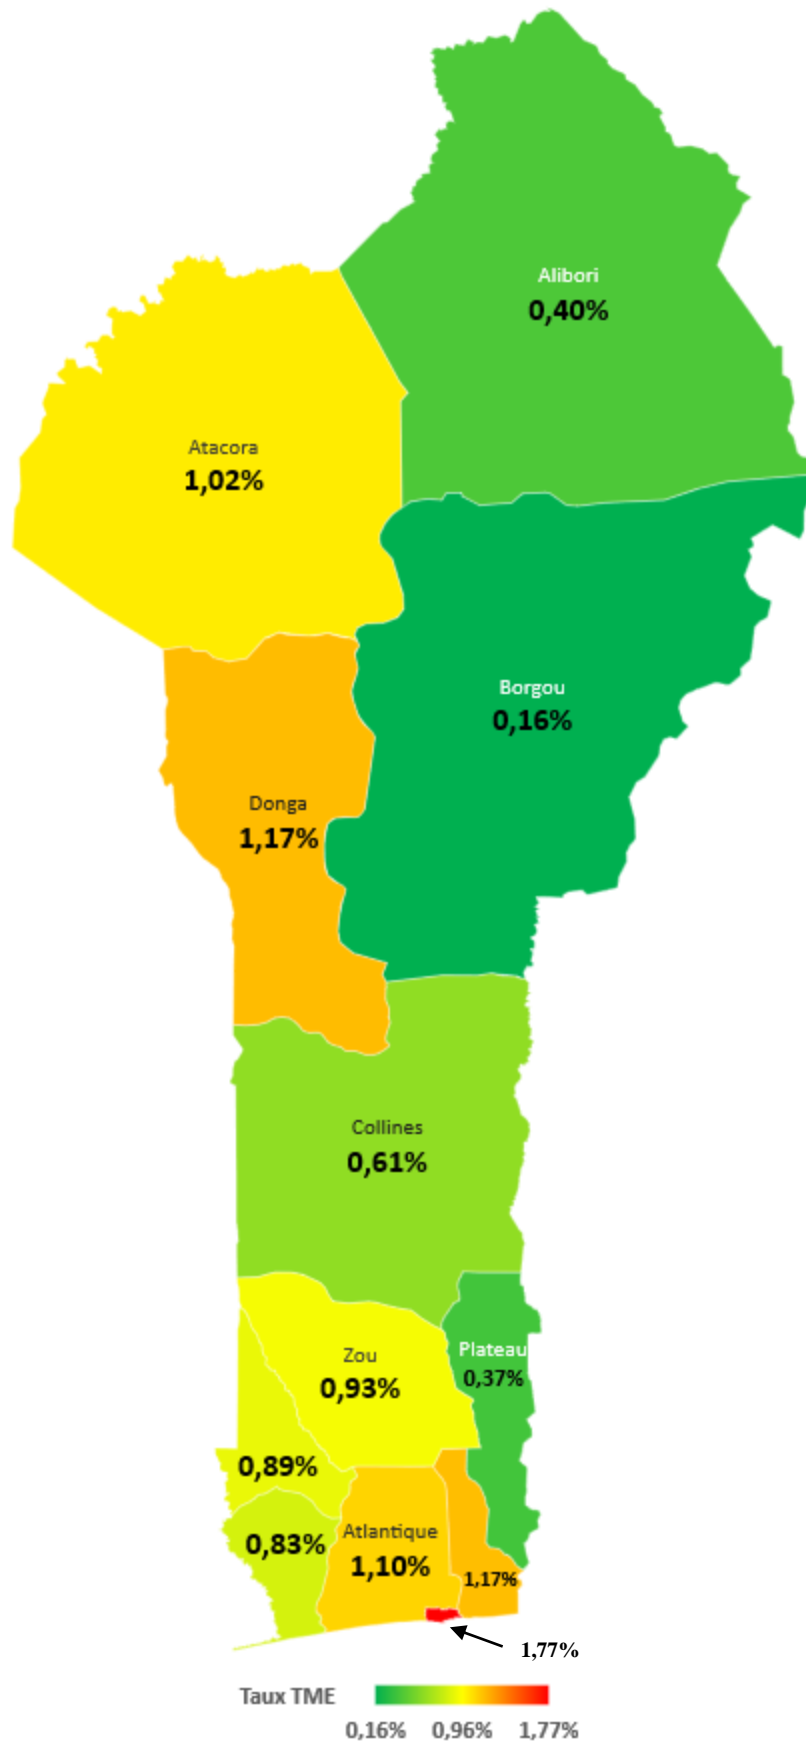 Alibori
0,40%
Atacora
1,02%
Borgou
0,16%
Donga
1,17%
Collines
0,61%
Zou
0,93%
Plateau
0,37%
0,89%
0,83%
Atlantique
1,10%
1,17%
1,77%
Taux TME
0,16% 0,96% 1,77%